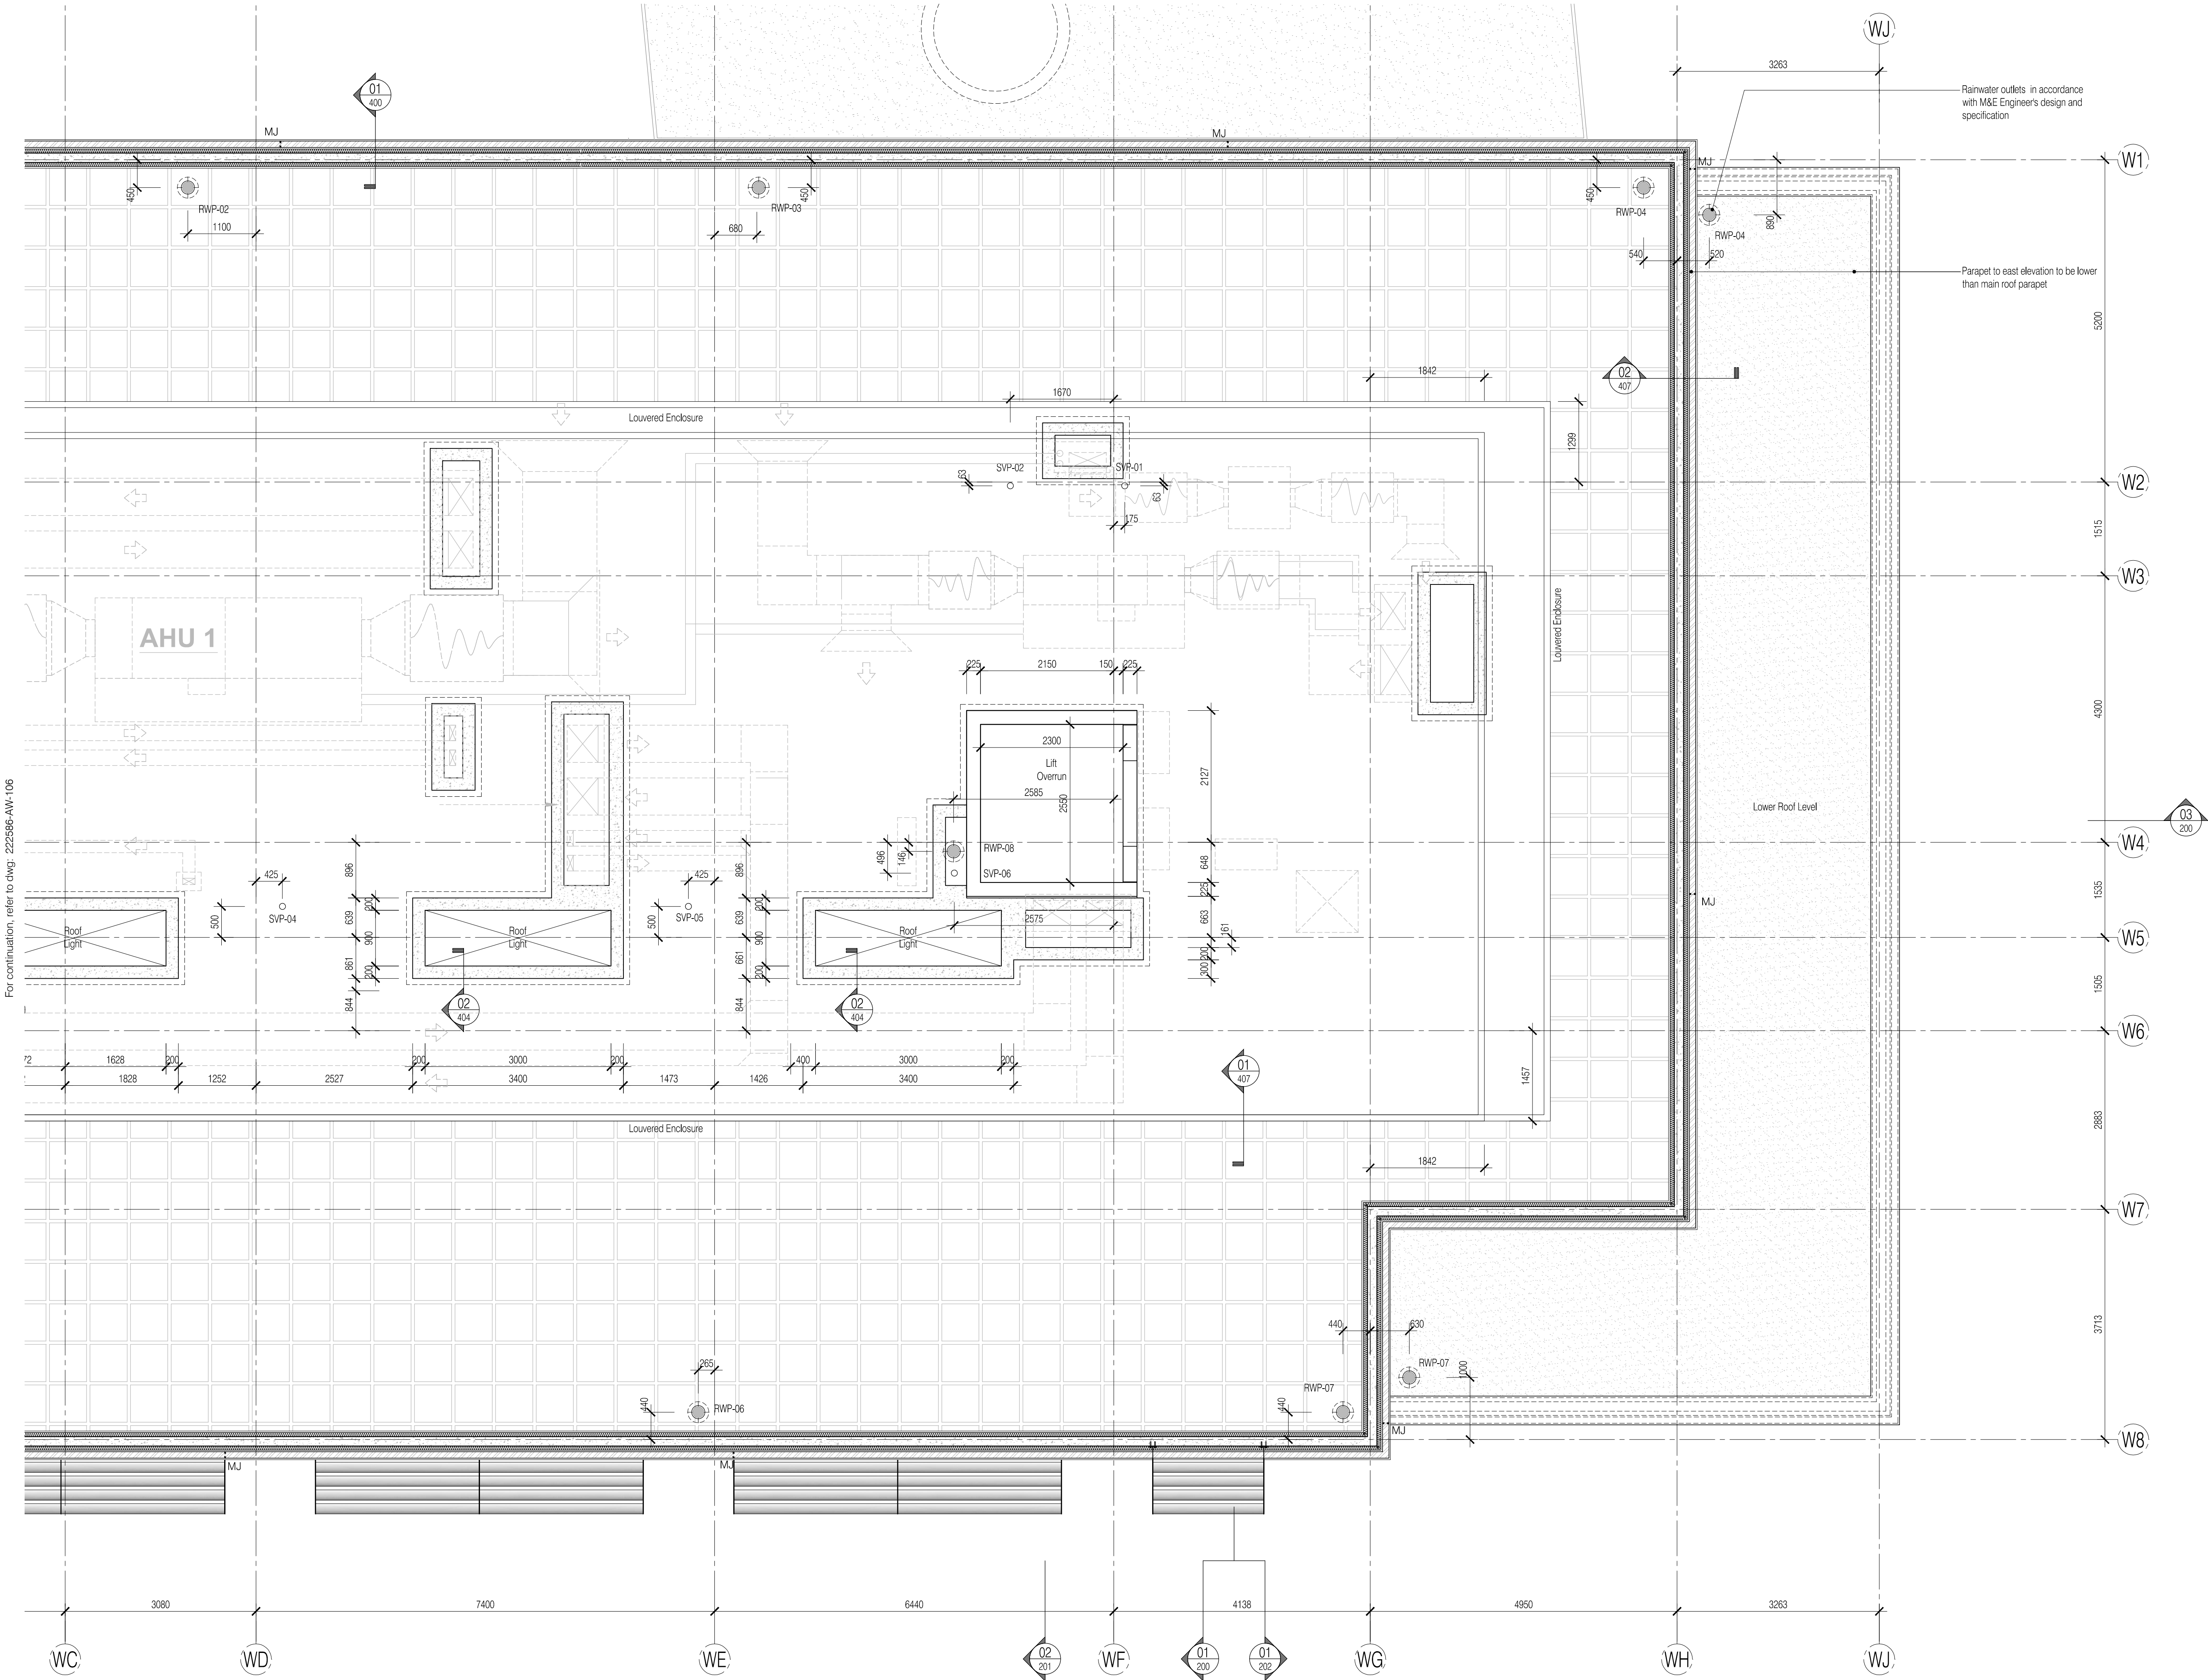 WJ
3263
Rainwater outlets in accordance
with M&E Engineer's design and
specification
01
400
MJ
MJ
MJ
W1
450
450
450
RWP-02
RWP-03
RWP-04
890
1100
680
RWP-04
540
520
Parapet to east elevation to be lower
than main roof parapet
5200
1842
02
407
1670
Louvered Enclosure
1299
SVP-02
SVP-01
63
63
W2
175
1515
W3
Louvered Enclosure
AHU 1
225
2150
150
225
4300
2300
Lift
Overrun
2127
2585
2550
Lower Roof Level
03
200
For continuation, refer to dwg: 222586-AW-106
W4
RWP-08
496
146
896
896
648
425
425
SVP-06
225
1535
200
200
SVP-04
SVP-05
MJ
500
639
500
639
2575
663
161
Roof
Light
Roof
Light
Roof
Light
W5
900
900
861
661
200
200
200
300
1505
844
844
02
404
02
404
W6
72
1628
200
200
3000
200
400
3000
200
1828
1252
2527
3400
1473
1426
3400
01
407
1457
2883
Louvered Enclosure
1842
W7
3713
440
630
265
RWP-07
1000
RWP-07
440
RWP-06
440
MJ
W8
MJ
MJ
3080
7400
6440
4138
4950
3263
WC
WD
WE
02
201
WF
01
200
01
202
WG
WH
WJ